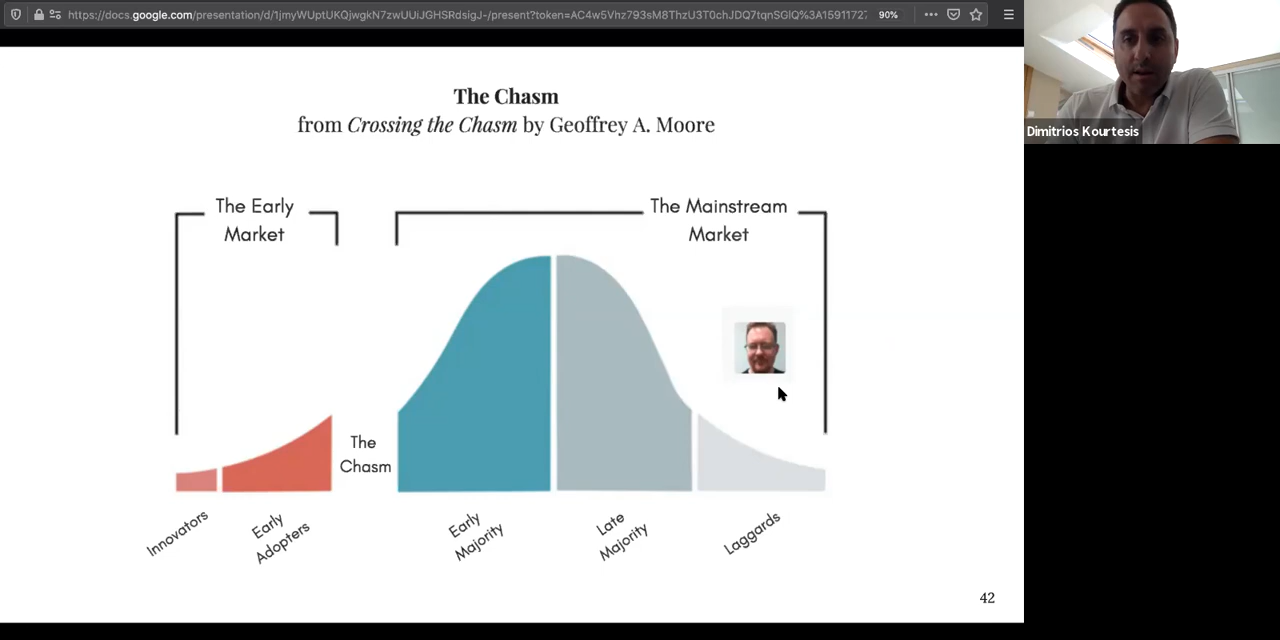 https://docs.google.com/presentation/d/1jmyWUptUKQjwgkN7zwUUiJGHSRdsigJ-/present?token=AC4w5Vhz793sM8ThzU3T0chJDQ7tqnSGlQ%3A1591172
90%
The Chasm
from Crossing the Chasm by Geoffrey A. Moore
The Early
Market
The Mainstream
Market
The
Chasm
Innovators
Early
Adopters
Early
Majority
Late
Majority
Laggards
42
Dimitrios Kourtesis